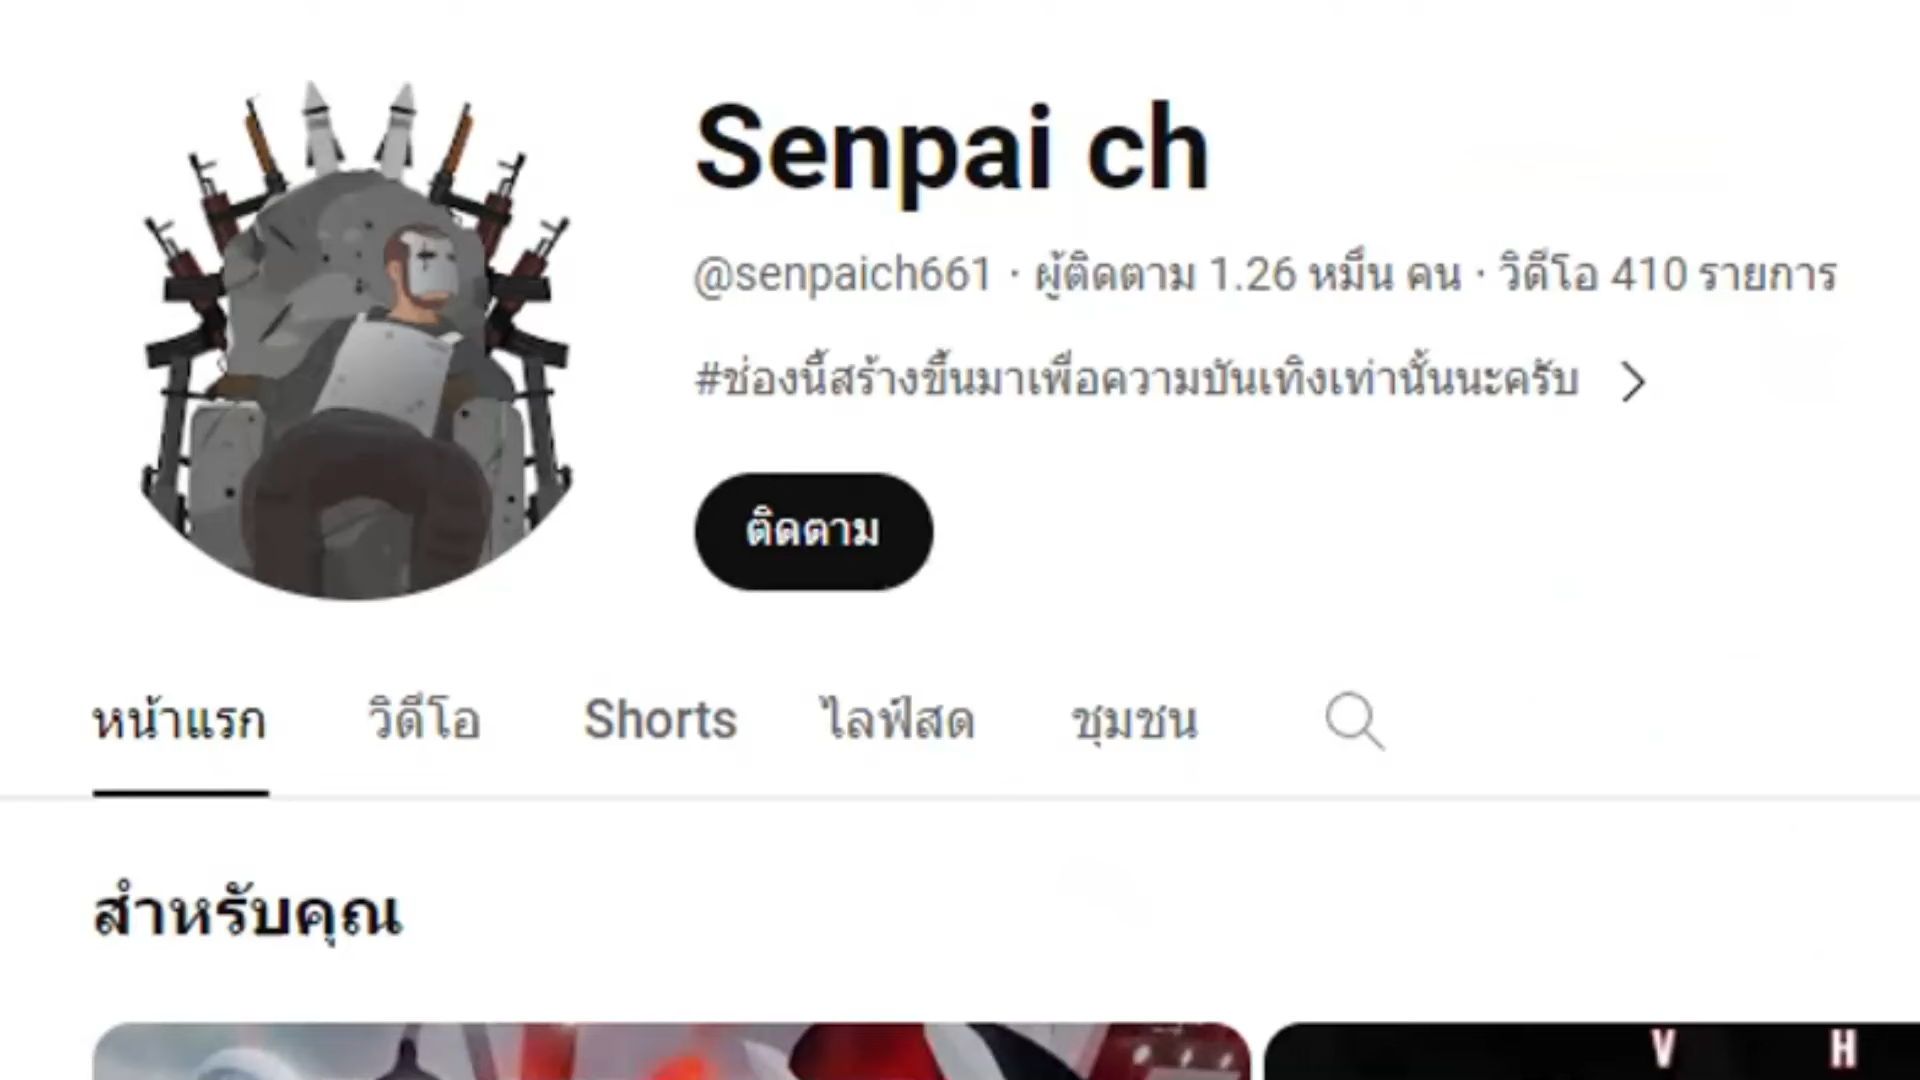 Senpai ch
@senpaich661 · ผู้ติดตาม 1.26 หมื่น คน · วิดีโอ 410 รายการ
#ช่องนี้สร้างขึ้นมาเพื่อความบันเทิงเท่านั้นนะครับ
ติดตาม
หน้าแรก วิดีโอ Shorts ไลฟ์สด ชุมชน
สำหรับคุณ
V H